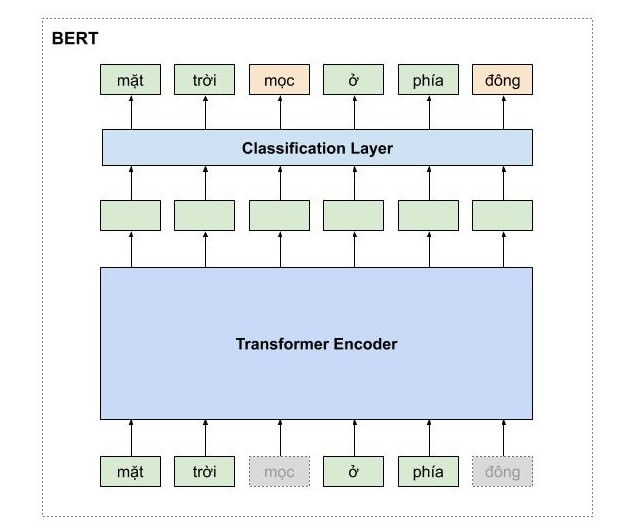 BERT
mặt trời mọc ở phía đông
Classification Layer
Transformer Encoder
mặt trời mọc ở phía đông